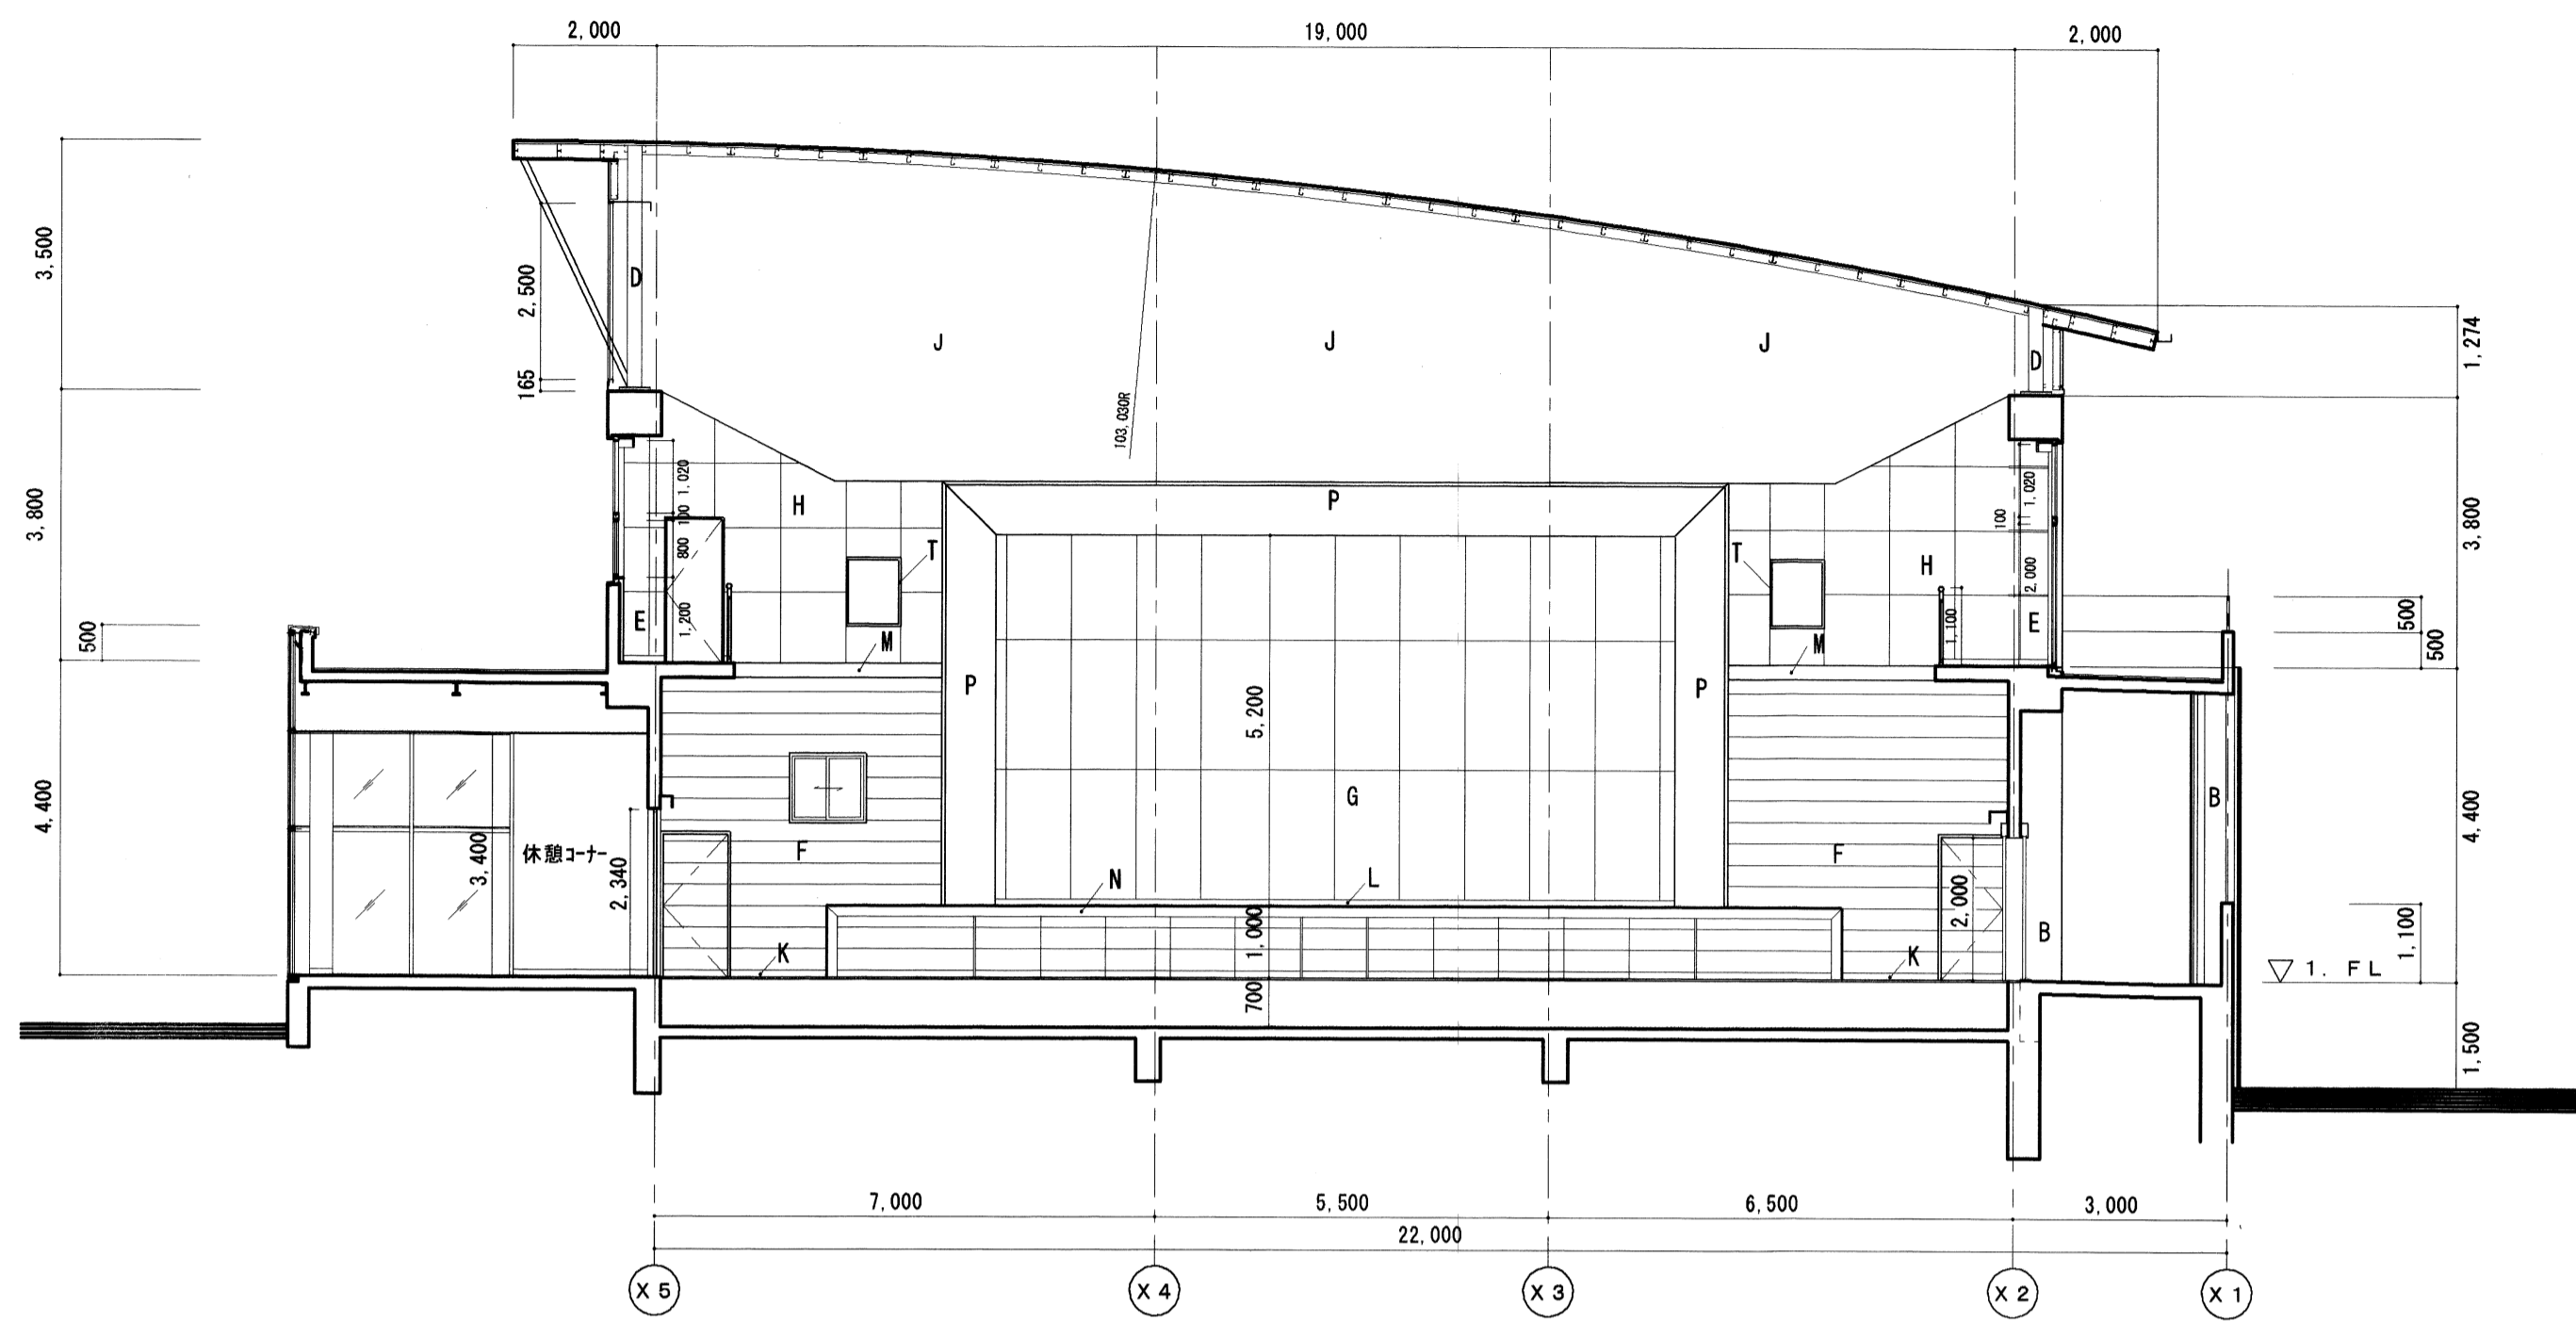 2,000
19,000
2,000
3,500
2,500
165
D
J
J
J
D
1,274
103,030R
3,800
1,020
100
800
1,200
H
P
T
T
H
1,020
100
2,000
1,100
3,800
E
M
M
E
500
500
500
P
P
5,200
G
B
4,400
3,400
休憩コーナー
2,340
F
F
4,400
N
L
2,000
1,000
K
K
B
1,100
700
1. FL
1,500
7,000
5,500
6,500
3,000
22,000
X5
X4
X3
X2
X1